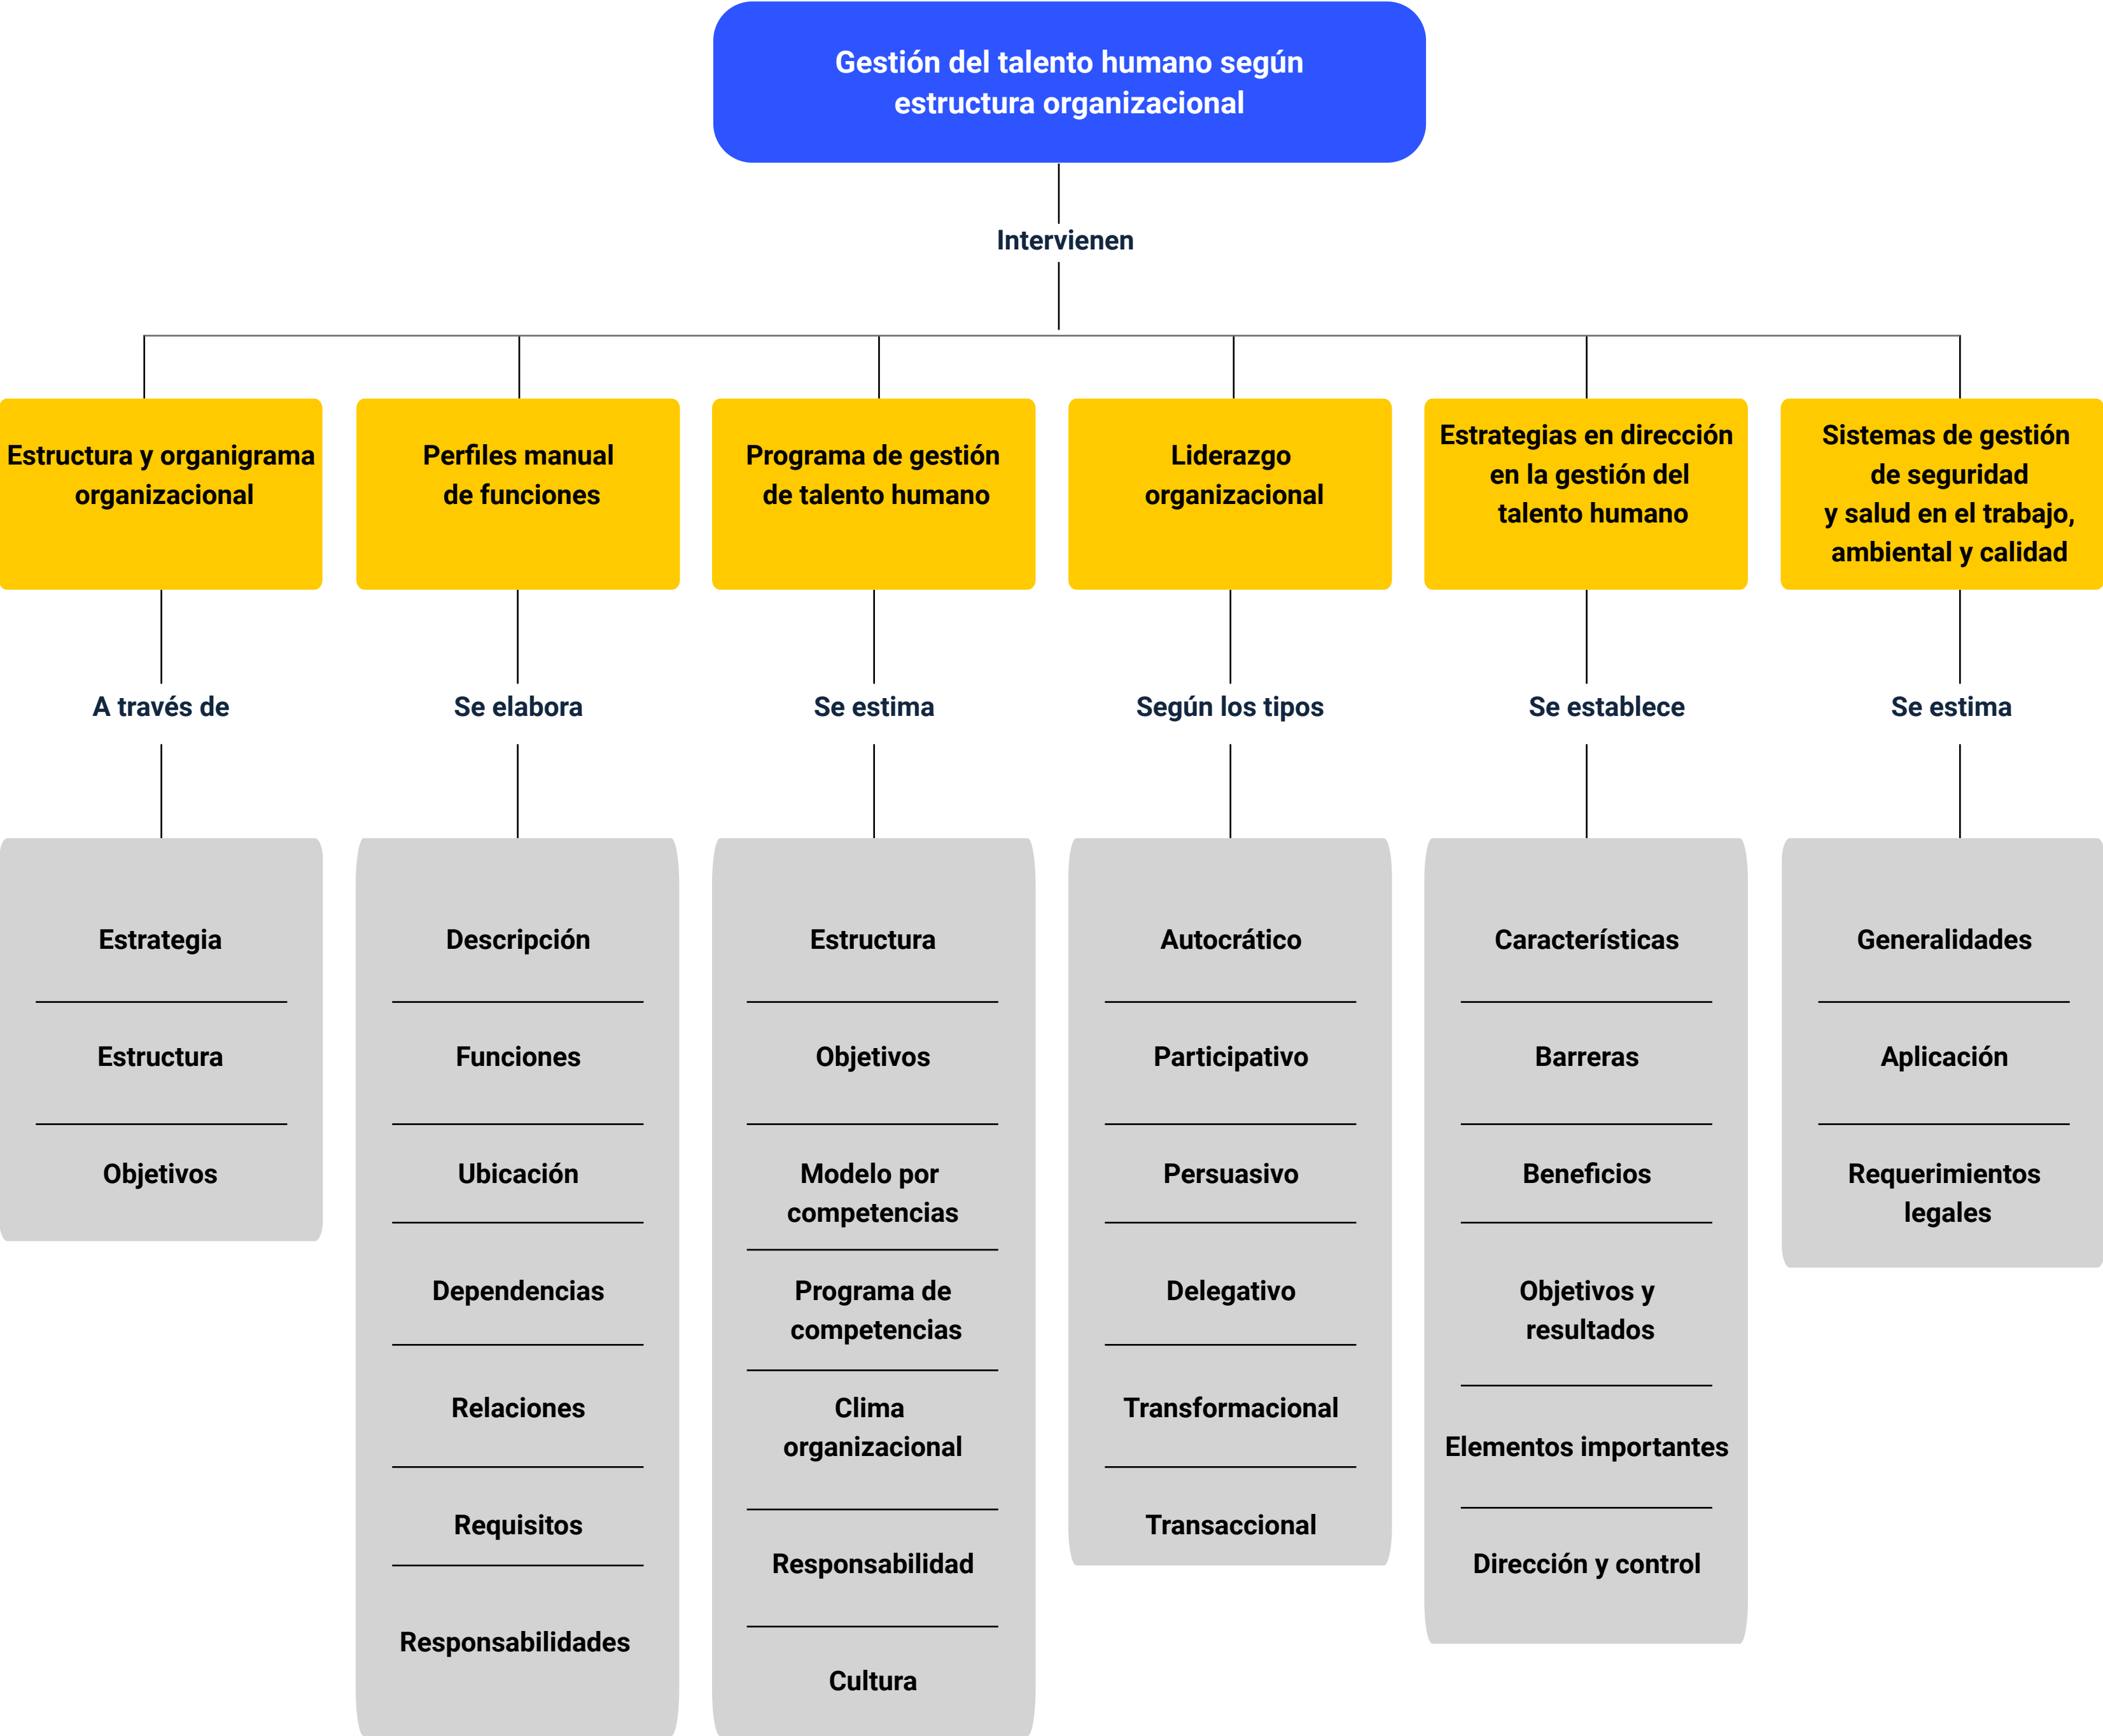 Gestión del talento humano según
estructura organizacional
Intervienen
Estructura y organigrama
organizacional
A través de
Estrategia
Estructura
Objetivos
Perfiles manual
de funciones
Se elabora
Descripción
Funciones
Ubicación
Dependencias
Relaciones
Requisitos
Responsabilidades
Programa de gestión
de talento humano
Se estima
Estructura
Objetivos
Modelo por
competencias
Programa de
competencias
Clima
organizacional
Responsabilidad
Cultura
Liderazgo
organizacional
Según los tipos
Autocrático
Participativo
Persuasivo
Delegativo
Transformacional
Transaccional
Estrategias en dirección
en la gestión del
talento humano
Se establece
Características
Barreras
Beneficios
Objetivos y
resultados
Elementos importantes
Dirección y control
Sistemas de gestión
de seguridad
y salud en el trabajo,
ambiental y calidad
Se estima
Generalidades
Aplicación
Requerimientos
legales